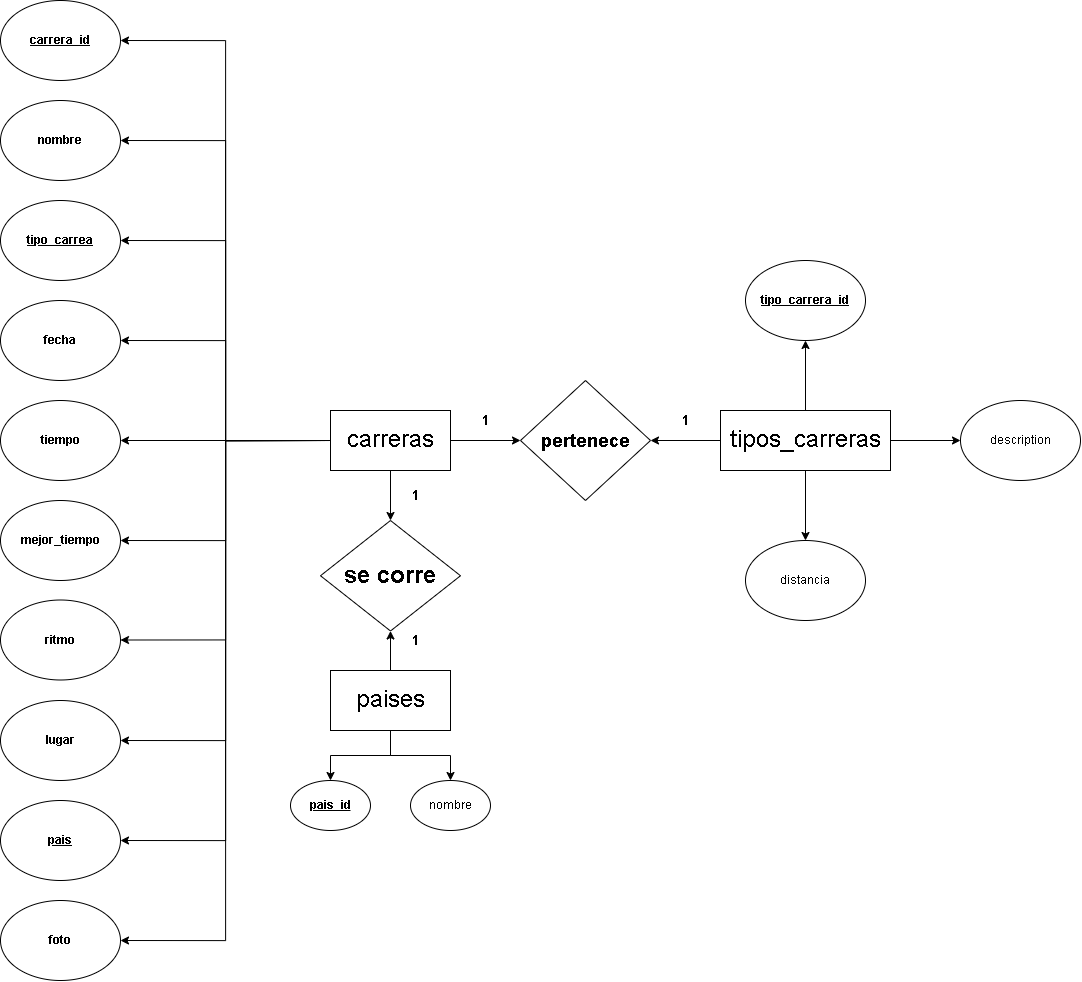 carrera_id
nombre
tipo_carrea
fecha
tiempo
mejor_tiempo
ritmo
lugar
pais
foto
carreras
1
pertenece
1
tipos_carreras
tipo_carrera_id
description
distancia
1
se corre
1
paises
pais_id
nombre